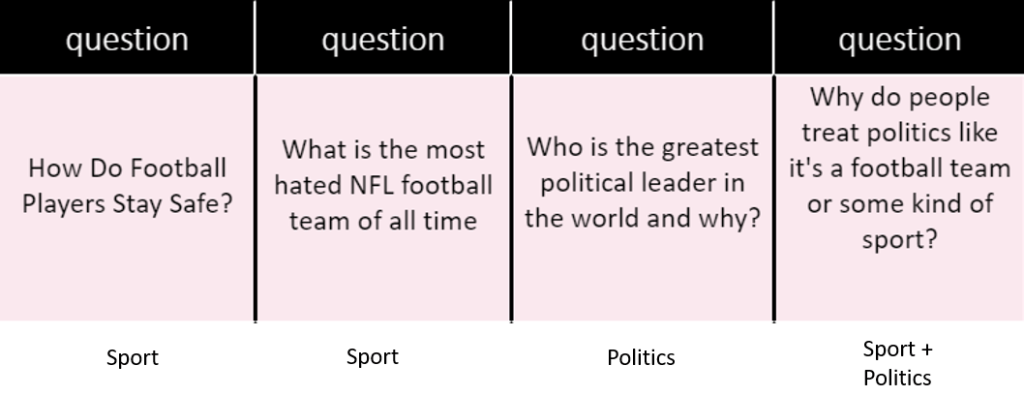 question
How Do Football
Players Stay Safe?
Sport
question
What is the most
hated NFL football
team of all time
Sport
question
Who is the greatest
political leader in
the world and why?
Politics
question
Why do people
treat politics like
it's a football team
or some kind of
sport?
Sport +
Politics